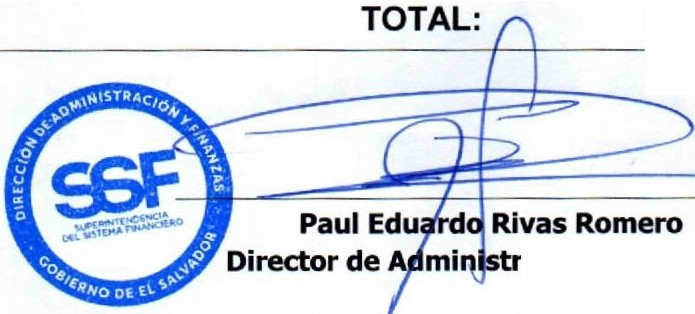 TOTAL:
DIRECCIÓN DE ADMINISTRACIÓN Y FINANZAS
SSF
SUPERINTENDENCIA
DEL SISTEMA FINANCIERO
GOBIERNO DE EL SALVADOR
Paul Eduardo Rivas Romero
Director de Administr